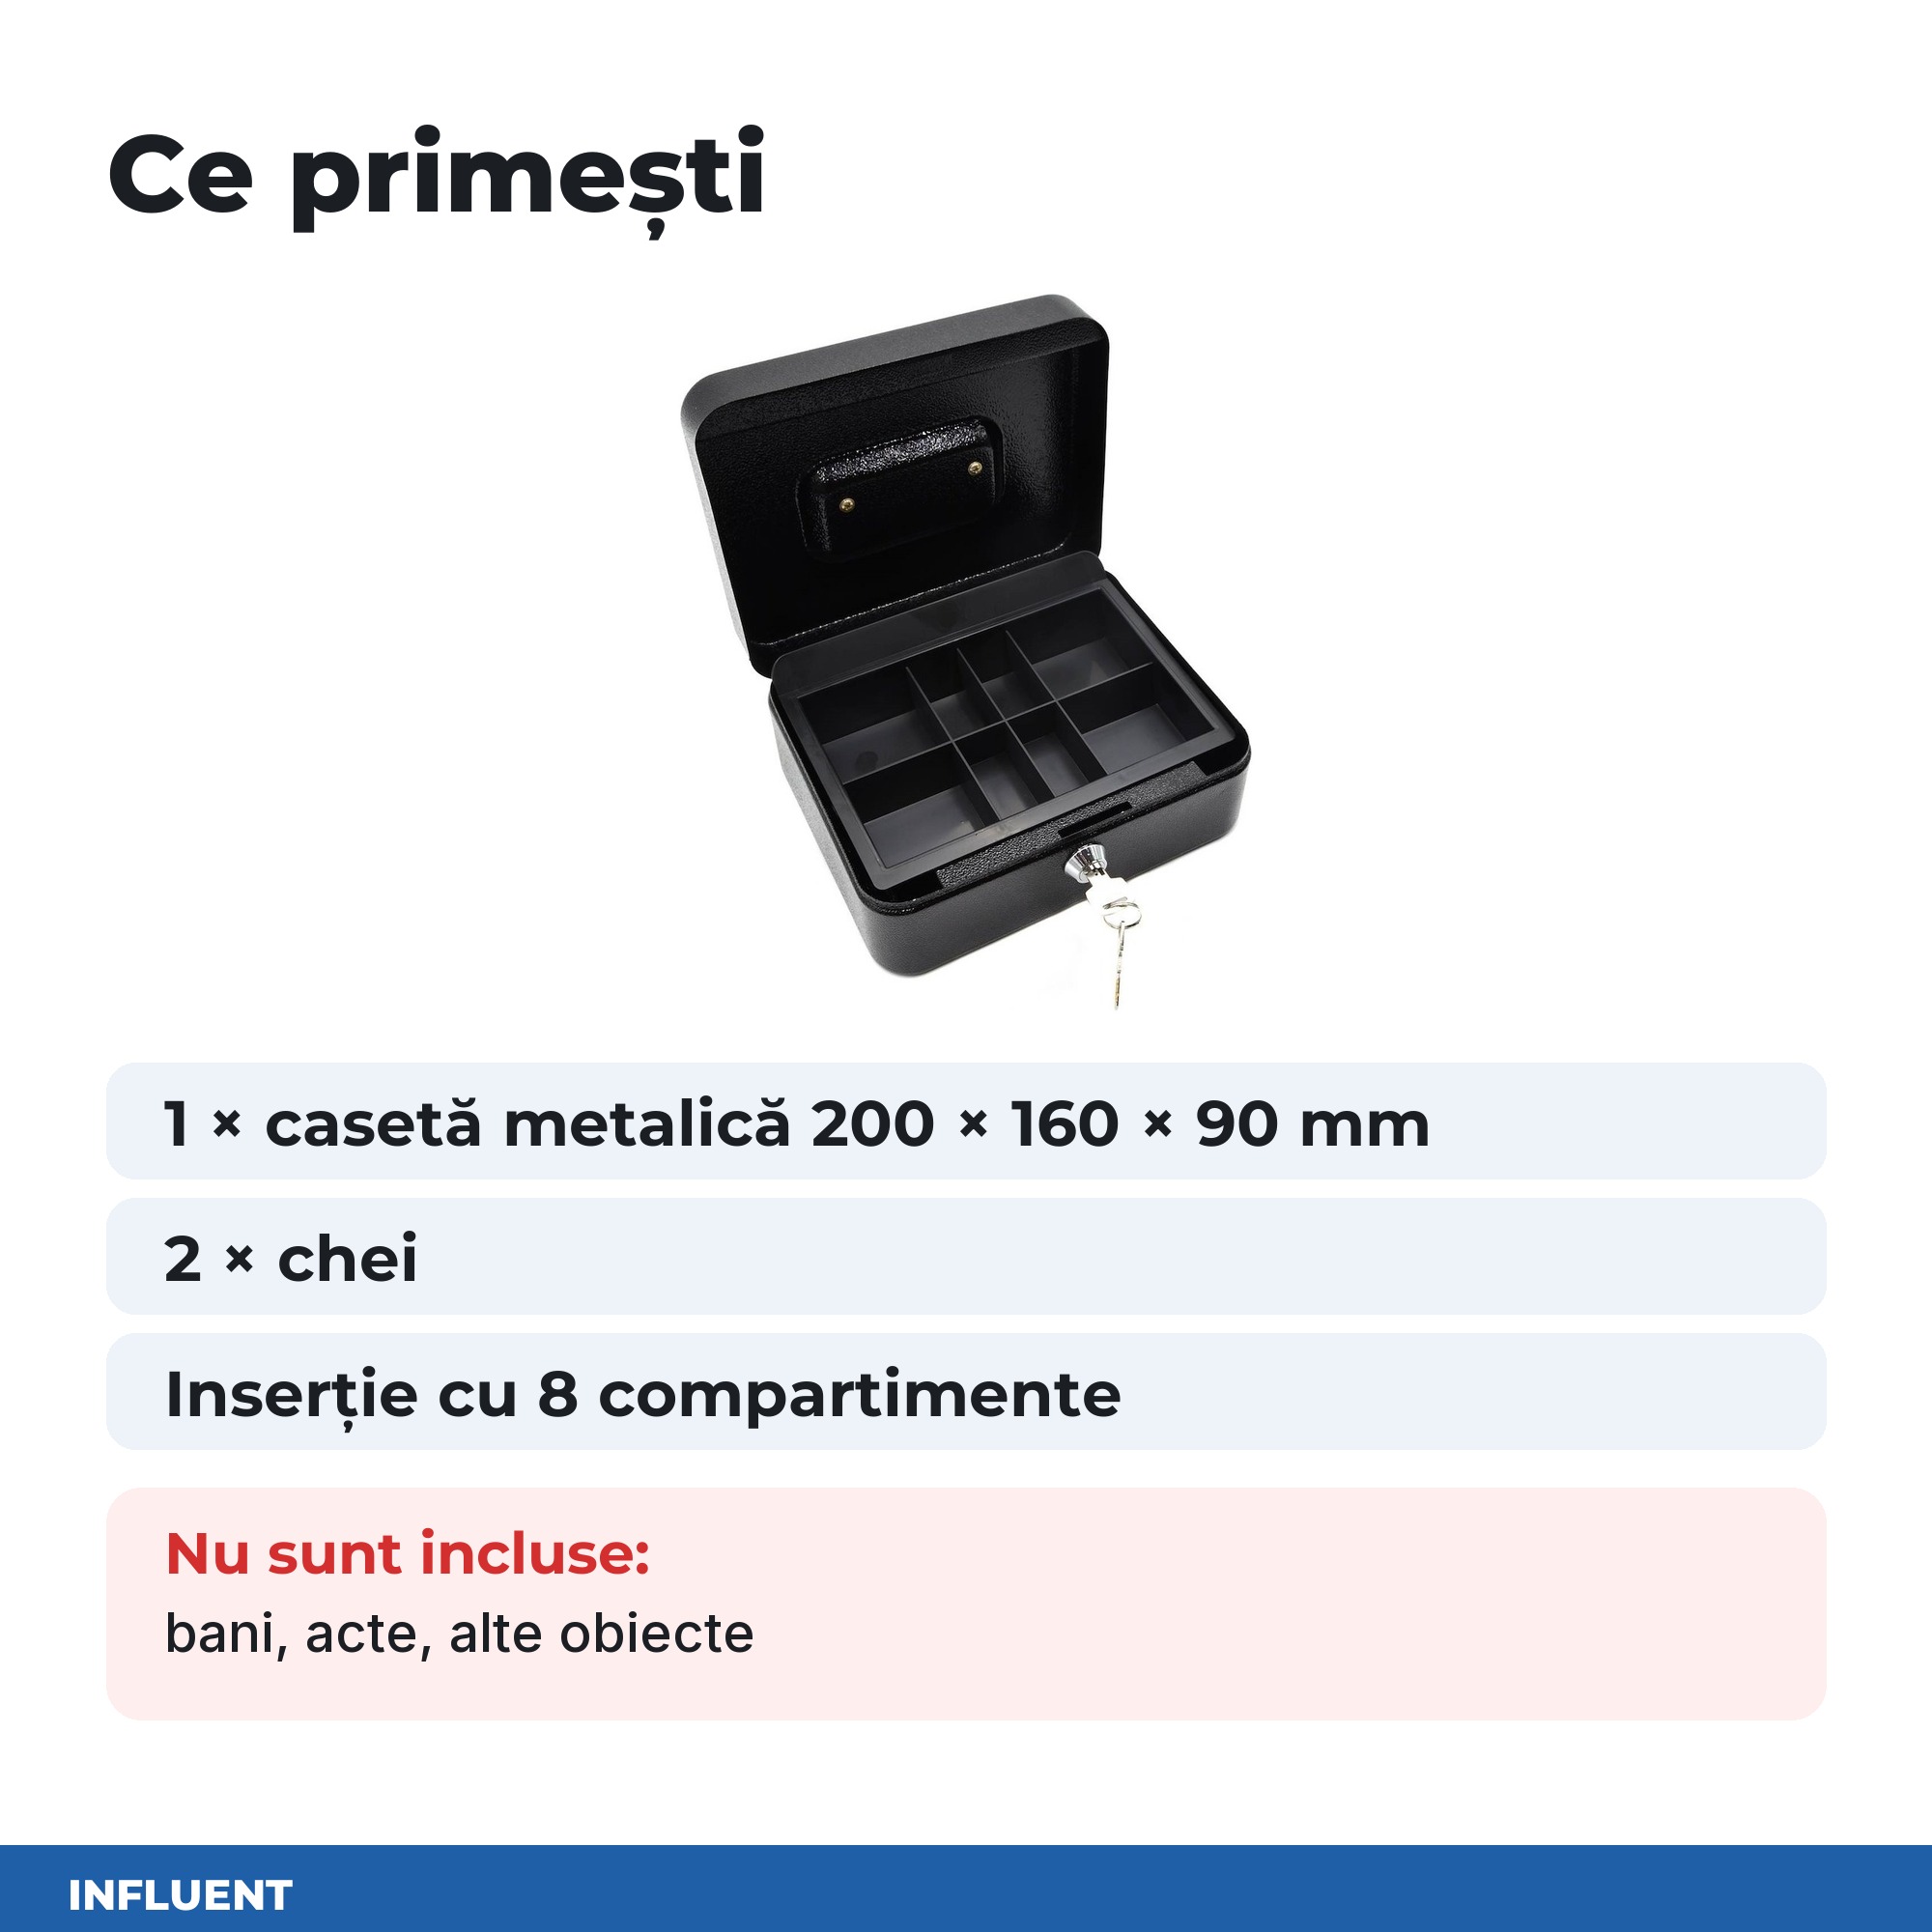 Ce primești
1 × casetă metalică 200 × 160 × 90 mm
2 × chei
Inserție cu 8 compartimente
Nu sunt incluse:
bani, acte, alte obiecte
INFLUENT